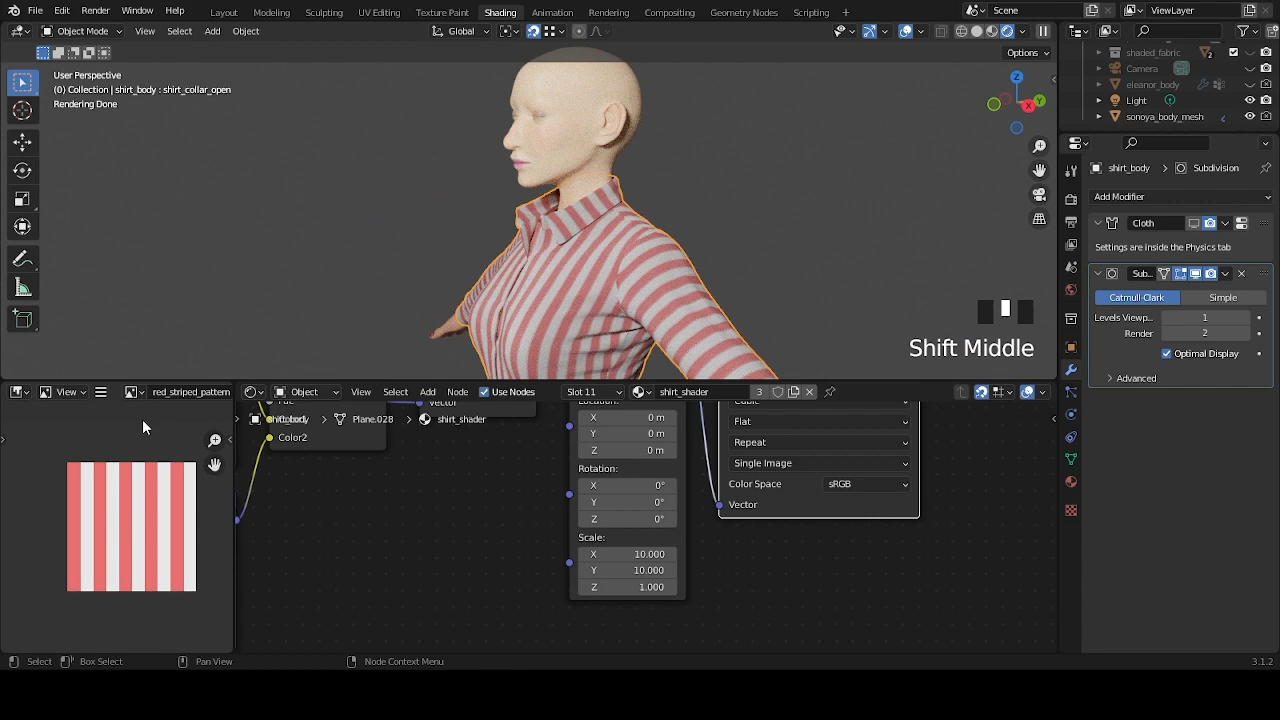 File Edit Render Window Help Layout Modeling Sculpting UV Editing Texture Paint Shading Animation Rendering Compositing Geometry Nodes Scripting + Scene ViewLayer
Object Mode View Select Add Object Global
Options
User Perspective
(0) Collection | shirt_body : shirt_collar_open
Rendering Done
Z
Y
X
Shift Middle
shaded_fabric 2
Camera
eleanor_body
Light
sonoya_body_mesh
shirt_body > Subdivision
Add Modifier
Cloth
Settings are inside the Physics tab
Sub..
Catmull-Clark Simple
Levels Viewp... 1
Render 2
Optimal Display
Advanced
View red_striped_pattern
Object View Select Add Node Use Nodes Slot 11 shirt_shader 3
Vector
Plane.028 > shirt_shader
Color2
Location:
X 0 m
Y 0 m
Z 0 m
Rotation:
X 0°
Y 0°
Z 0°
Scale:
X 10.000
Y 10.000
Z 1.000
Flat
Repeat
Single Image
Color Space sRGB
Vector
Select Box Select Pan View Node Context Menu 3.1.2